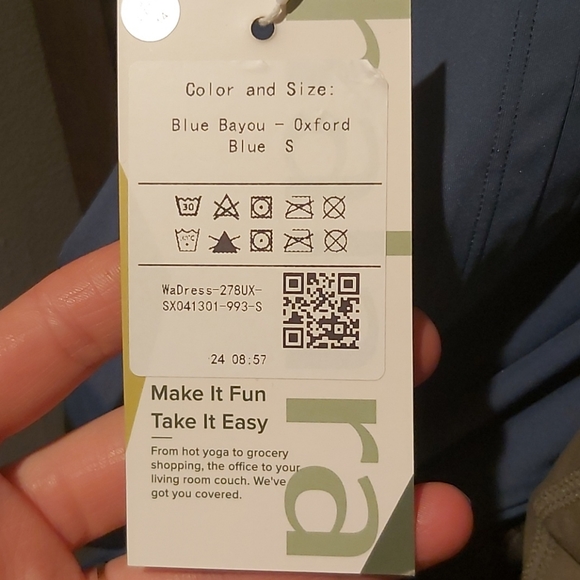 Color and Size:
Blue Bayou - Oxford
Blue S
30
WaDress-278UX-
SX041301-993-S
24 08:57
Make It Fun
Take It Easy
From hot yoga to grocery
shopping, the office to your
living room couch. We've
got you covered.
ra